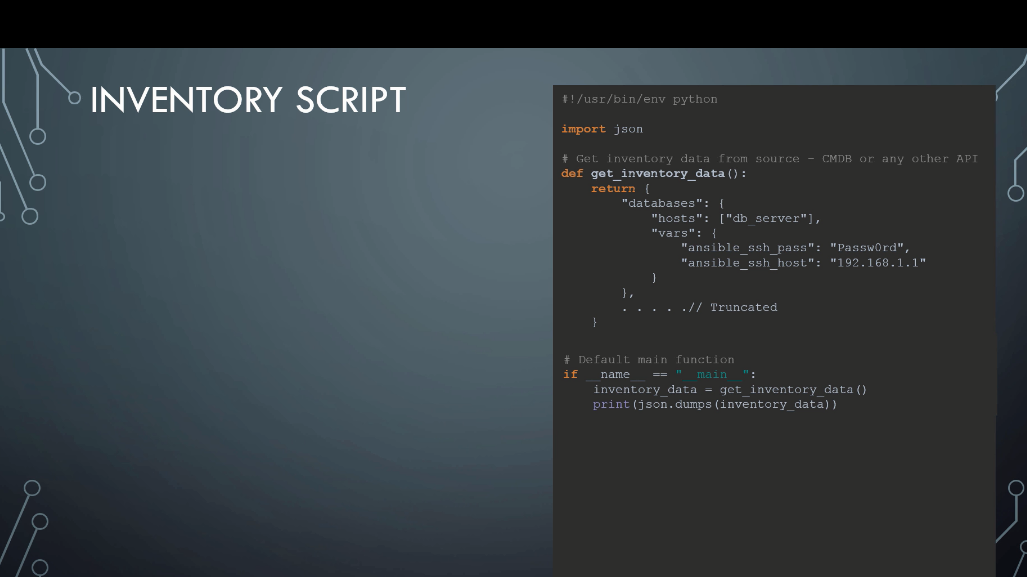 INVENTORY SCRIPT
#!/usr/bin/env python
import json
# Get inventory data from source – CMDB or any other API
def get_inventory_data():
    return {
        "databases": {
            "hosts": ["db_server"],
            "vars": {
                "ansible_ssh_pass": "Passw0rd",
                "ansible_ssh_host": "192.168.1.1"
            }
        },
        . . . . .// Truncated
    }
# Default main function
if __name__ == "__main__":
    inventory_data = get_inventory_data()
    print(json.dumps(inventory_data))